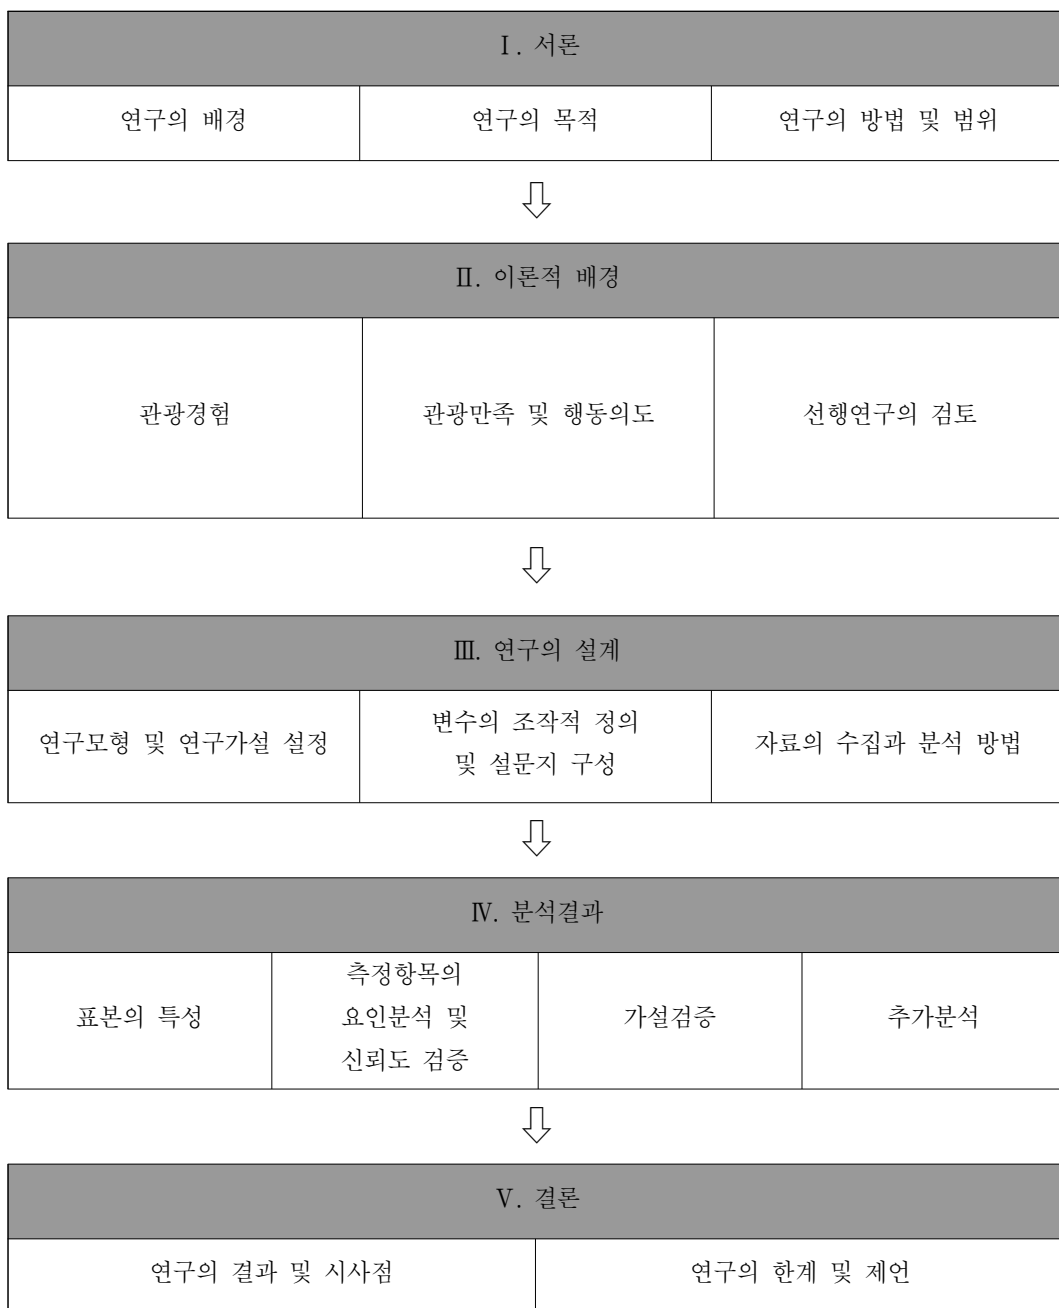 Ⅰ. 서론
연구의 배경
연구의 목적
연구의 방법 및 범위
Ⅱ. 이론적 배경
관광경험
관광만족 및 행동의도
선행연구의 검토
Ⅲ. 연구의 설계
연구모형 및 연구가설 설정
변수의 조작적 정의
및 설문지 구성
자료의 수집과 분석 방법
Ⅳ. 분석결과
표본의 특성
측정항목의
요인분석 및
신뢰도 검증
가설검증
추가분석
Ⅴ. 결론
연구의 결과 및 시사점
연구의 한계 및 제언